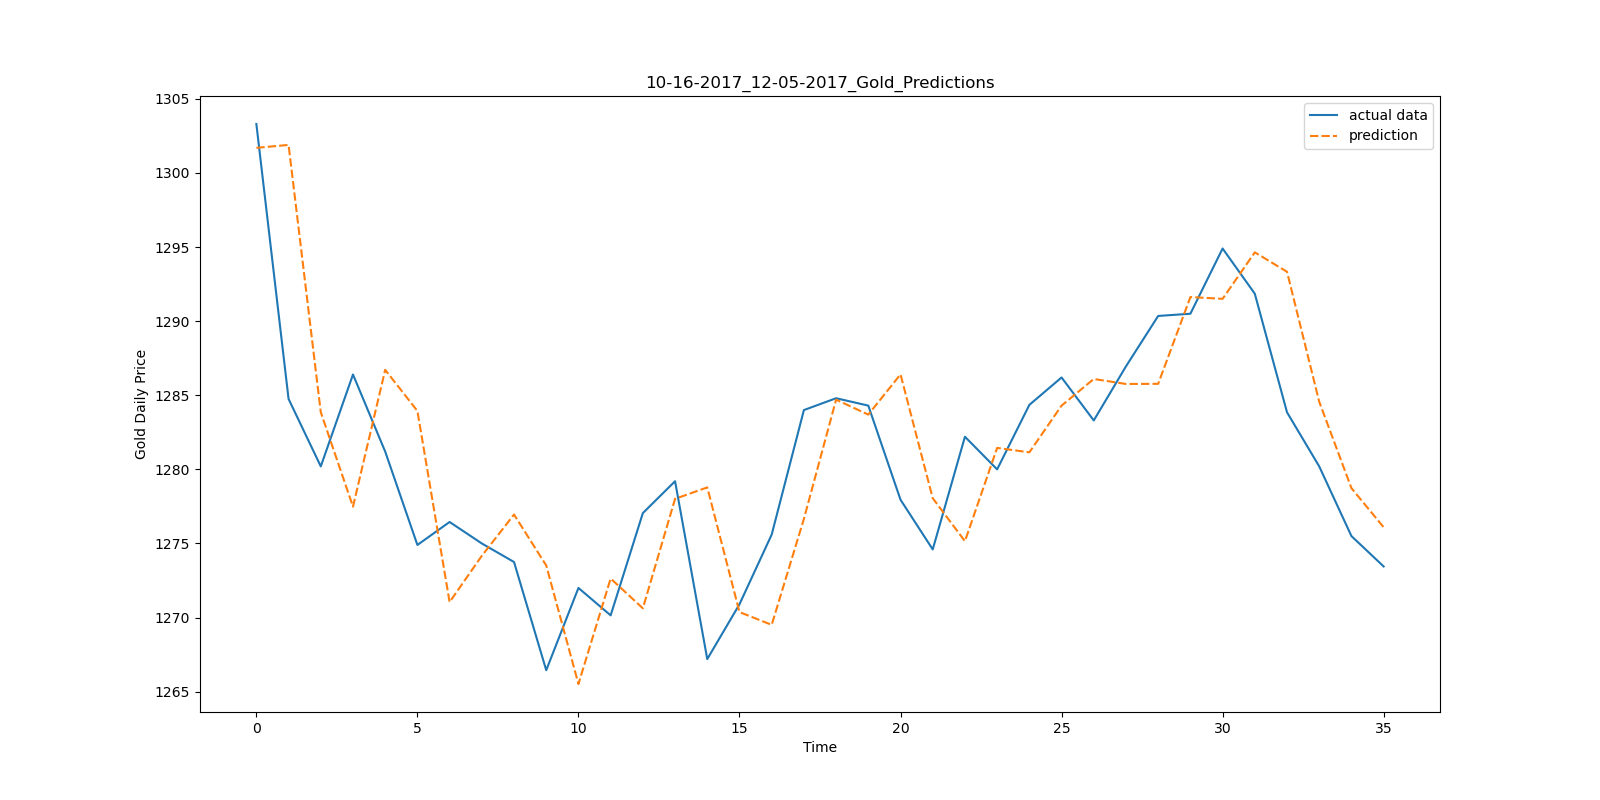 10-16-2017_12-05-2017_Gold_Predictions
actual data
prediction
Gold Daily Price
1305
1300
1295
1290
1285
1280
1275
1270
1265
0 5 10 15 20 25 30 35
Time